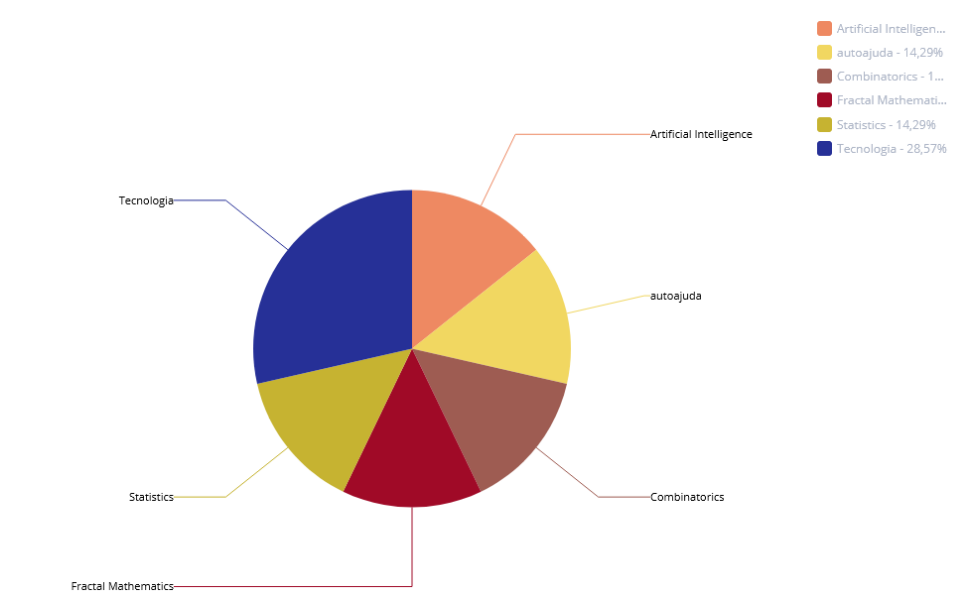 Artificial Intelligen...
autoajuda - 14,29%
Combinatorics - 1...
Fractal Mathemati...
Statistics - 14,29%
Tecnologia - 28,57%
Artificial Intelligence
Tecnologia
autoajuda
Statistics
Combinatorics
Fractal Mathematics